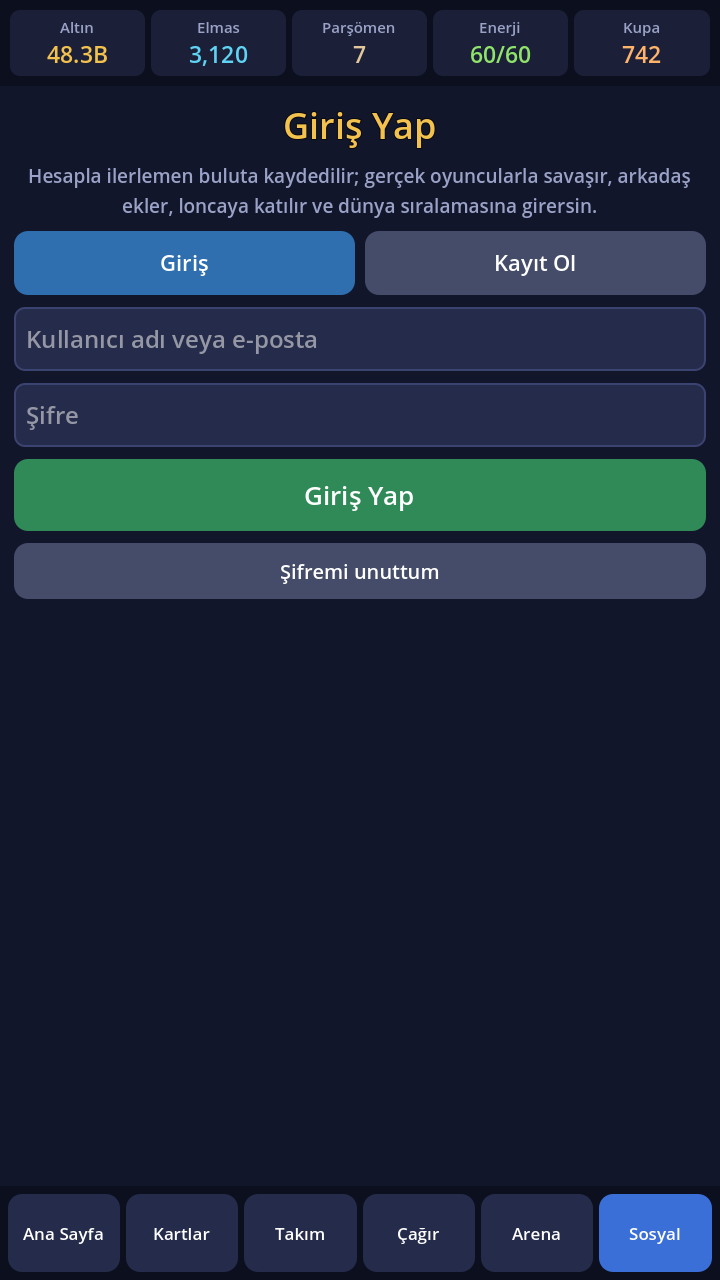 Altın
48.3B
Elmas
3,120
Parşömen
7
Enerji
60/60
Kupa
742
Giriş Yap
Hesapla ilerlemen buluta kaydedilir; gerçek oyuncularla savaşır, arkadaş
ekler, loncaya katılır ve dünya sıralamasına girersin.
Giriş
Kayıt Ol
Kullanıcı adı veya e-posta
Şifre
Giriş Yap
Şifremi unuttum
Ana Sayfa
Kartlar
Takım
Çağır
Arena
Sosyal